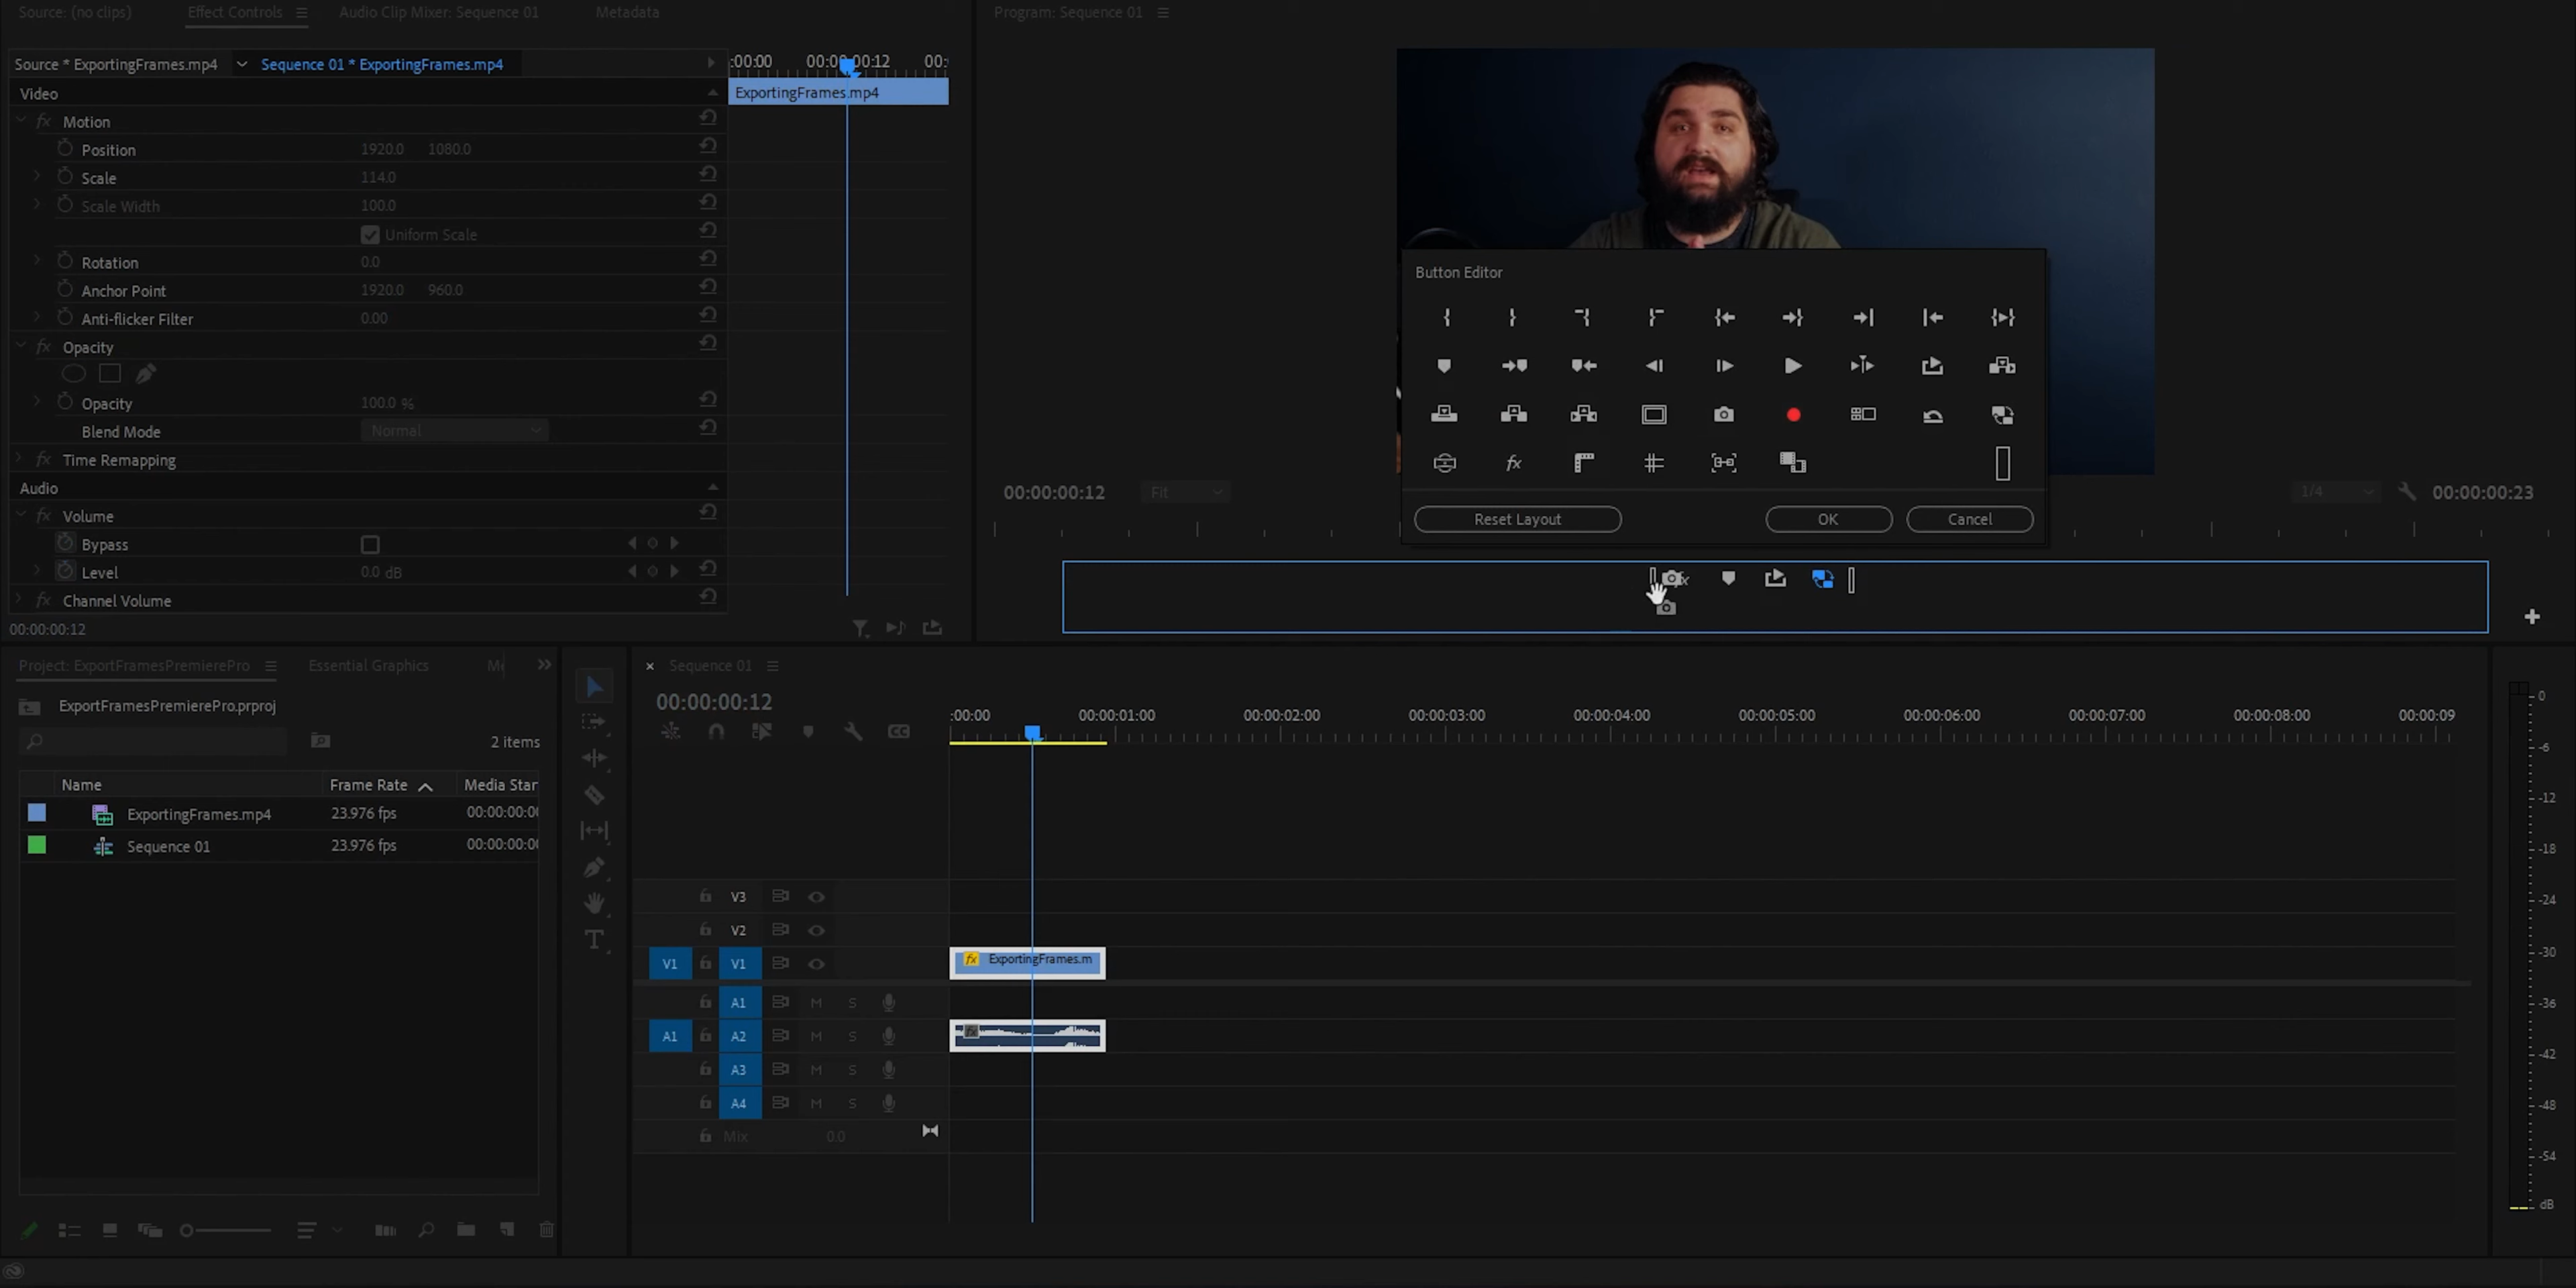 Source: (no clips)
Effect Controls
Audio Clip Mixer: Sequence 01
Metadata
Program: Sequence 01
Source * ExportingFrames.mp4
Sequence 01 * ExportingFrames.mp4
:00:00
00:00:00:12
00:
Video
ExportingFrames.mp4
fx Motion
Position 1920.0 1080.0
Scale 114.0
Scale Width 100.0
Uniform Scale
Rotation 0.0
Anchor Point 1920.0 960.0
Anti-flicker Filter 0.00
fx Opacity
Opacity 100.0 %
Blend Mode Normal
fx Time Remapping
Audio
fx Volume
Bypass
Level 0.0 dB
fx Channel Volume
00:00:00:12
Button Editor
fx
Reset Layout
OK
Cancel
00:00:00:12
Fit
1/4
00:00:00:23
Project: ExportFramesPremierePro
Essential Graphics
ExportFramesPremierePro.prproj
2 items
Name Frame Rate Media Star
ExportingFrames.mp4 23.976 fps 00:00:00:0
Sequence 01 23.976 fps 00:00:00:0
T
Sequence 01
00:00:00:12
CC
:00:00 00:00:01:00 00:00:02:00 00:00:03:00 00:00:04:00 00:00:05:00 00:00:06:00 00:00:07:00 00:00:08:00 00:00:09
V3
V2
V1 V1
fx ExportingFrames.m
A1 M S
A1 A2 M S
fx
A3 M S
A4 M S
Mix 0.0
0
-6
-12
-18
-24
-30
-36
-42
-48
-54
dB